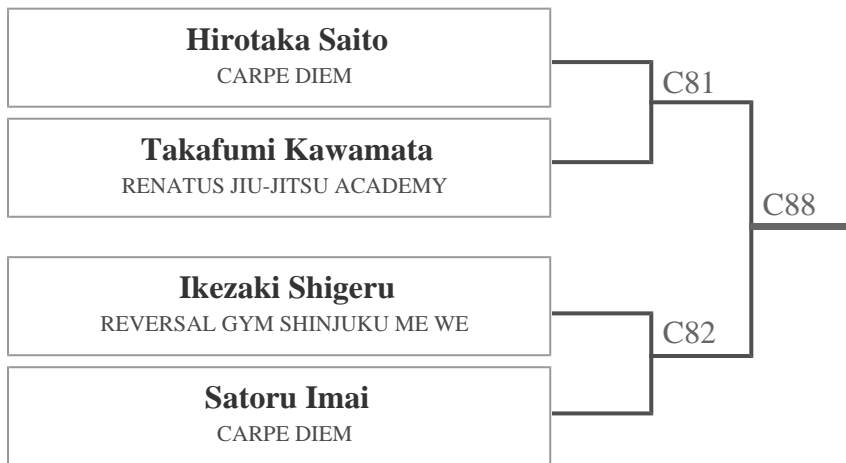 Hirotaka Saito
CARPE DIEM
C81
Takafumi Kawamata
RENATUS JIU-JITSU ACADEMY
C88
Ikezaki Shigeru
REVERSAL GYM SHINJUKU ME WE
C82
Satoru Imai
CARPE DIEM